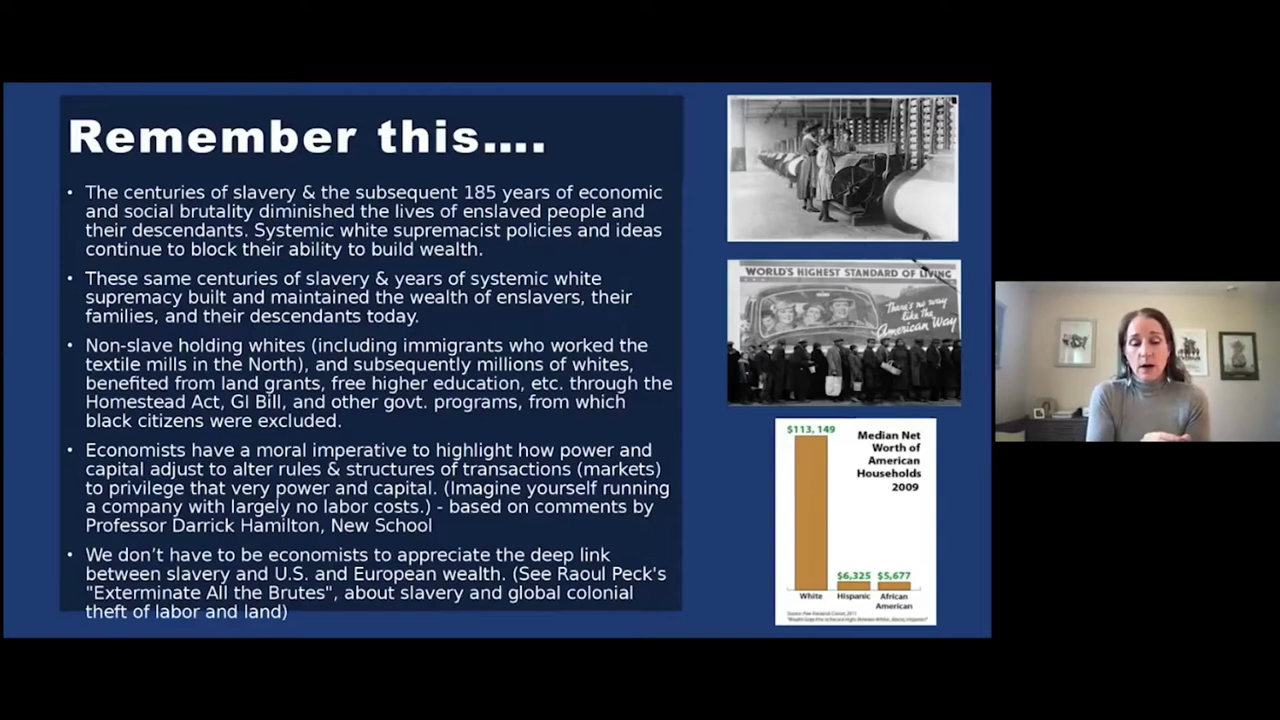 Remember this....
• The centuries of slavery & the subsequent 185 years of economic
and social brutality diminished the lives of enslaved people and
their descendants. Systemic white supremacist policies and ideas
continue to block their ability to build wealth.
• These same centuries of slavery & years of systemic white
supremacy built and maintained the wealth of enslavers, their
families, and their descendants today.
• Non-slave holding whites (including immigrants who worked the
textile mills in the North), and subsequently millions of whites,
benefited from land grants, free higher education, etc. through the
Homestead Act, GI Bill, and other govt. programs, from which
black citizens were excluded.
• Economists have a moral imperative to highlight how power and
capital adjust to alter rules & structures of transactions (markets)
to privilege that very power and capital. (Imagine yourself running
a company with largely no labor costs.) - based on comments by
Professor Darrick Hamilton, New School
• We don’t have to be economists to appreciate the deep link
between slavery and U.S. and European wealth. (See Raoul Peck's
"Exterminate All the Brutes", about slavery and global colonial
theft of labor and land)
WORLD'S HIGHEST STANDARD OF LIVING
There's no way
like the
American Way
$113, 149
Median Net
Worth of
American
Households
2009
$6,325
$5,677
White
Hispanic
African
American